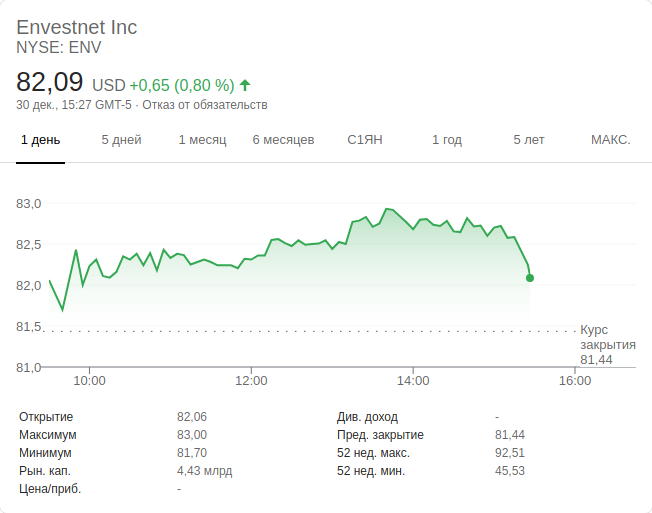 Envestnet Inc
NYSE: ENV
82,09 USD +0,65 (0,80 %)
30 дек., 15:27 GMT-5 · Отказ от обязательств
1 день 5 дней 1 месяц 6 месяцев С1ЯН 1 год 5 лет МАКС.
83,0
82,5
82,0
81,5
Курс
закрытия
81,44
81,0
10:00 12:00 14:00 16:00
Открытие 82,06 Див. доход -
Максимум 83,00 Пред. закрытие 81,44
Минимум 81,70 52 нед. макс. 92,51
Рын. кап. 4,43 млрд 52 нед. мин. 45,53
Цена/приб. -